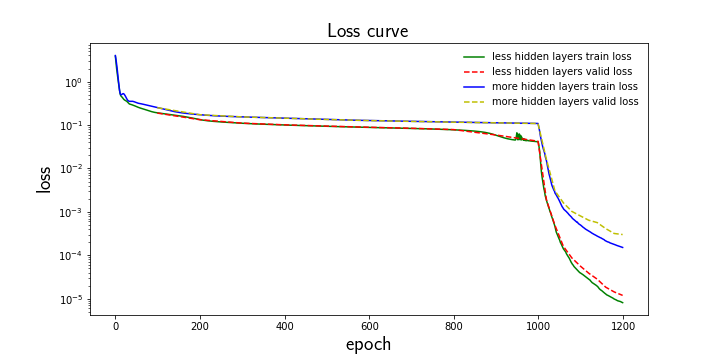 Loss curve
less hidden layers train loss
less hidden layers valid loss
more hidden layers train loss
more hidden layers valid loss
loss
10⁰
10⁻¹
10⁻²
10⁻³
10⁻⁴
10⁻⁵
0 200 400 600 800 1000 1200
epoch